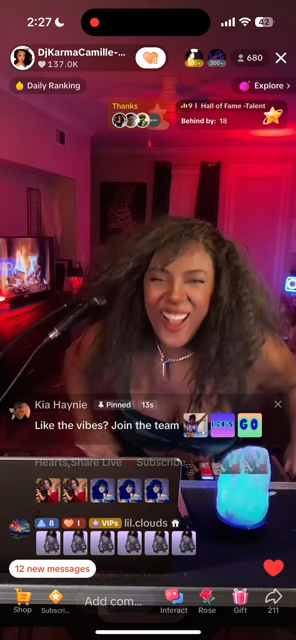 2:27
42
DjKarmaCamille-...
137.0K
300+
680
Daily Ranking
Explore >
Thanks
9 | Hall of Fame -Talent
Behind by: 18
Kia Haynie
Pinned
13s
Like the vibes? Join the team
LET'S
GO
Hearts,Share Live
Subscribe
8
1
VIPs
lil.clouds
12 new messages
Shop
Subscri...
Add com...
Interact
Rose
Gift
211